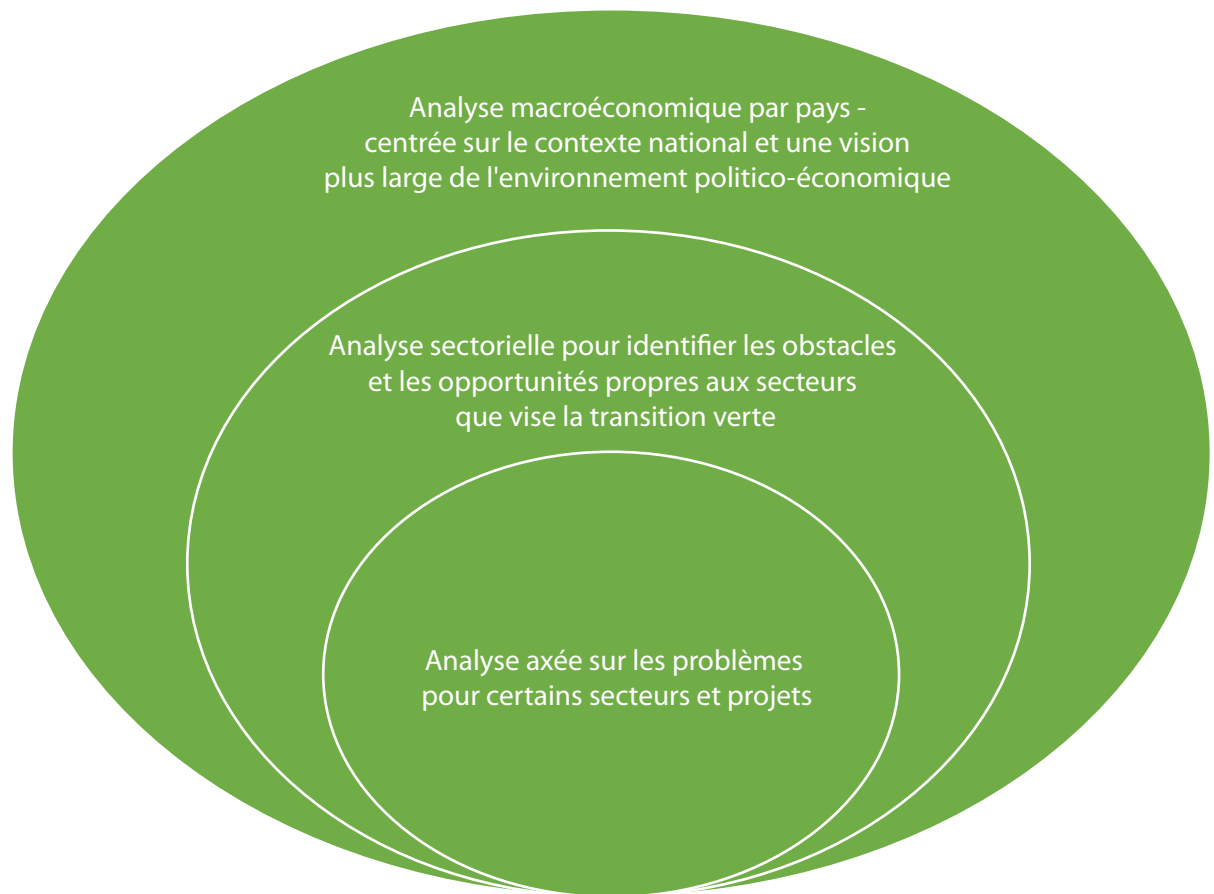 Analyse macroéconomique par pays -
centrée sur le contexte national et une vision
plus large de l'environnement politico-économique
Analyse sectorielle pour identifier les obstacles
et les opportunités propres aux secteurs
que vise la transition verte
Analyse axée sur les problèmes
pour certains secteurs et projets